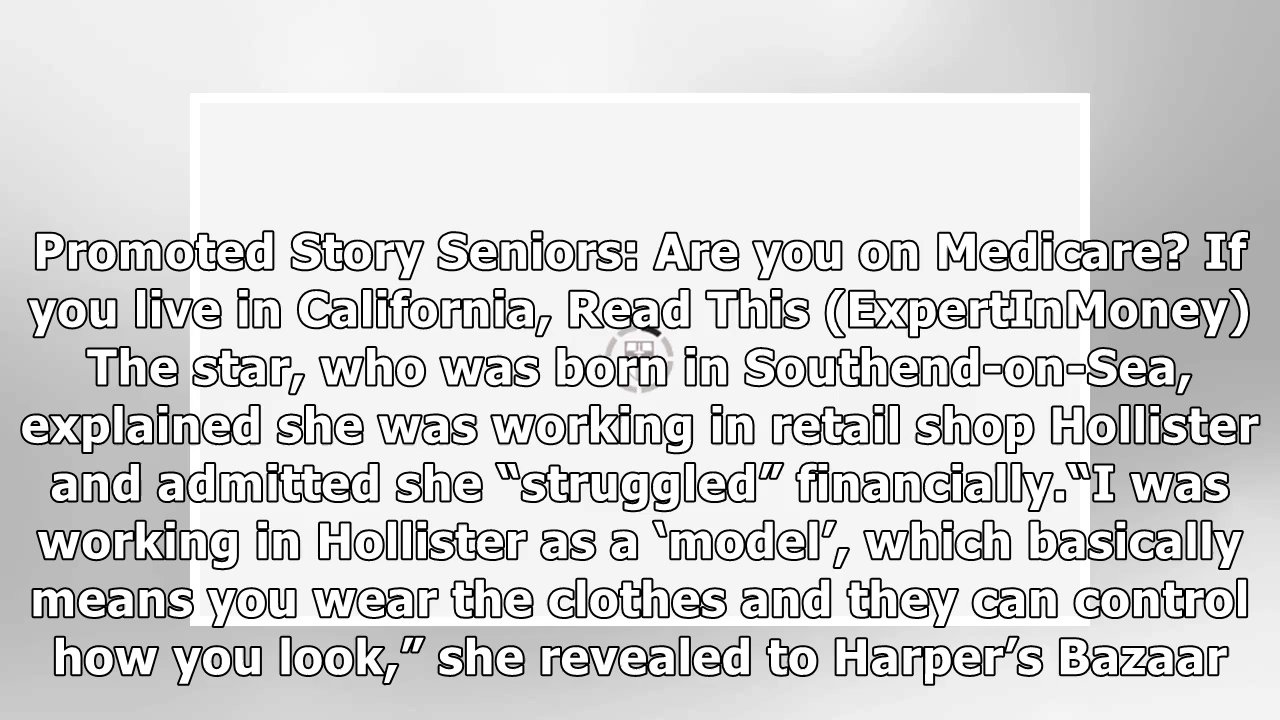 Promoted Story Seniors: Are you on Medicare? If
you live in California, Read This (ExpertInMoney)
The star, who was born in Southend-on-Sea,
explained she was working in retail shop Hollister
and admitted she “struggled” financially.“I was
working in Hollister as a ‘model’, which basically
means you wear the clothes and they can control
how you look,” she revealed to Harper’s Bazaar